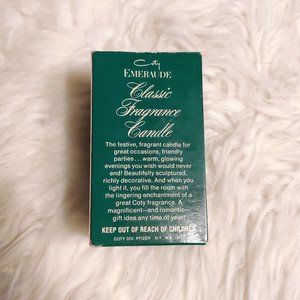 Coty
EMERAUDE
Classic
Fragrance
Candle
The festive, fragrant candle for
great occasions, friendly
parties . . . warm, glowing
evenings you wish would never
end! Beautifully sculptured,
richly decorative. And when you
light it, you fill the room with
the lingering enchantment of a
great Coty fragrance. A
magnificent—and romantic—
gift idea any time of year!
KEEP OUT OF REACH OF CHILDREN
COTY DIV. PFIZER N.Y., N.Y.